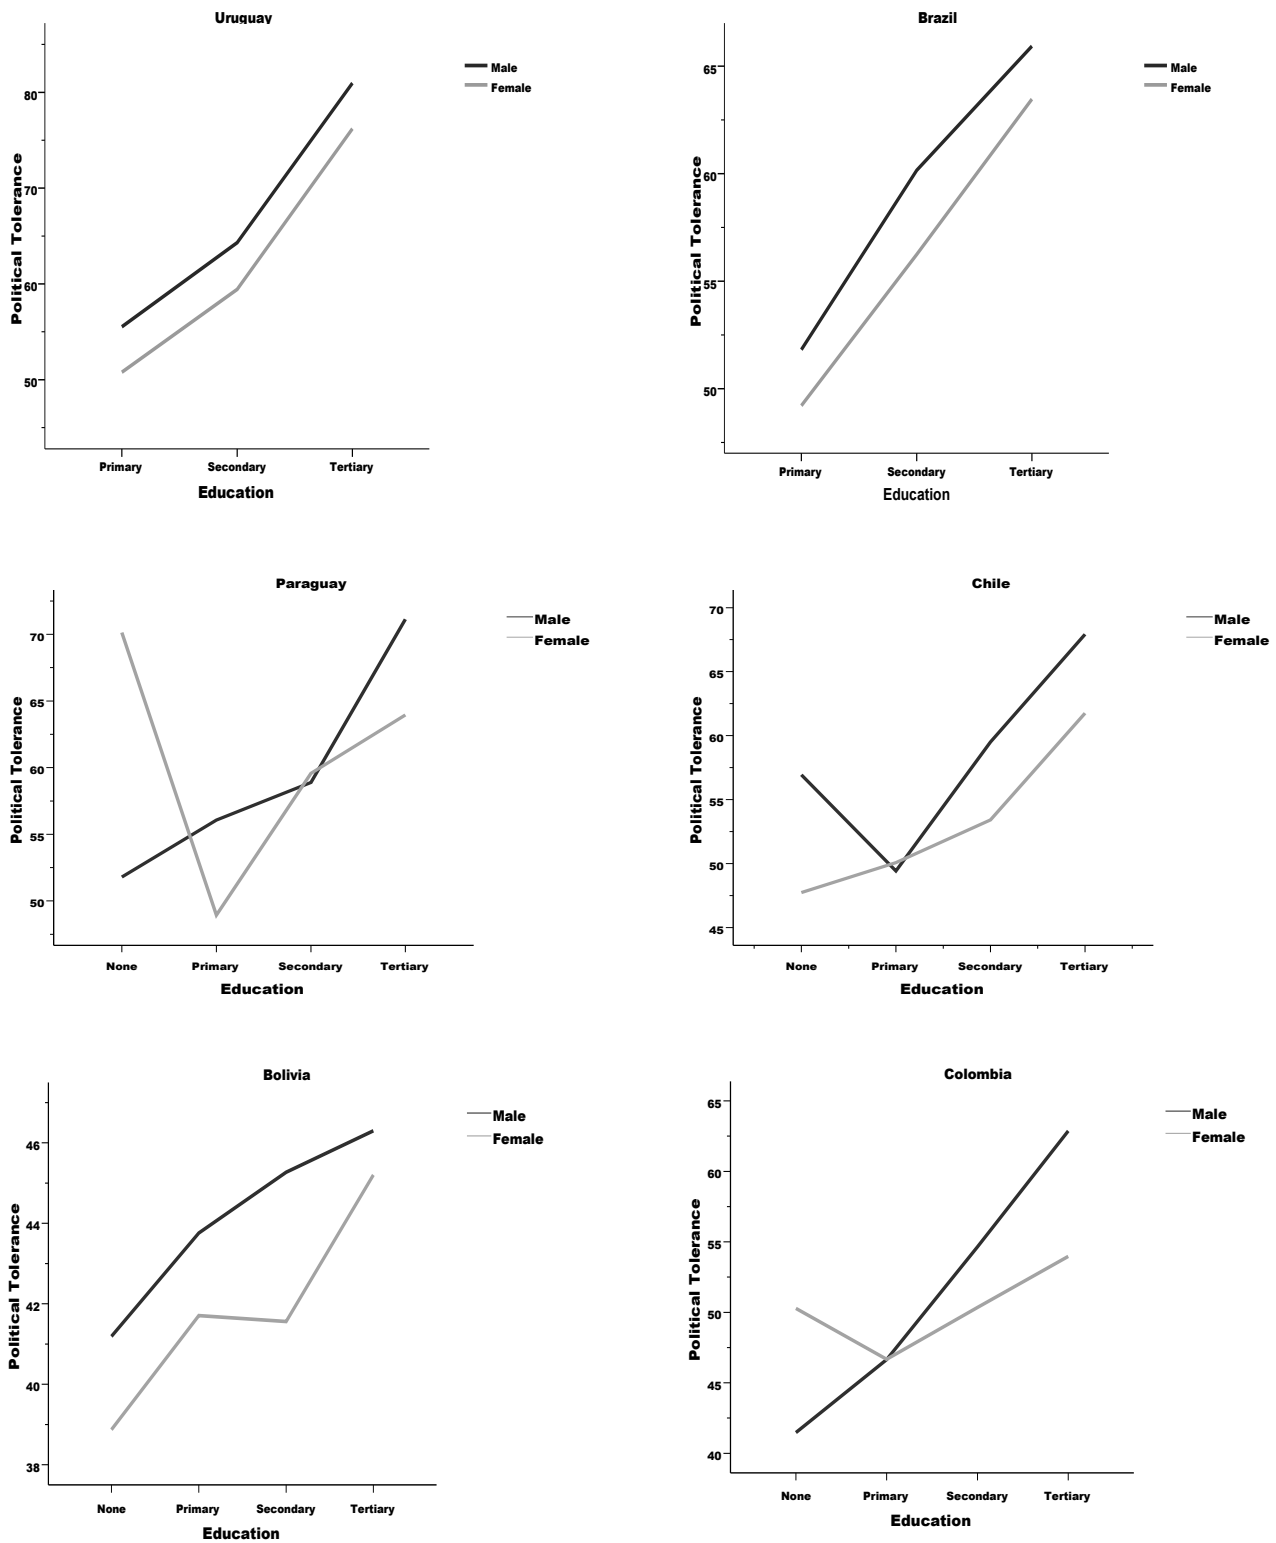 Uruguay
Male
Female
80
70
60
50
Political Tolerance
Primary Secondary Tertiary
Education
Brazil
Male
Female
65
60
55
50
Political Tolerance
Primary Secondary Tertiary
Education
Paraguay
Male
Female
70
65
60
55
50
Political Tolerance
None Primary Secondary Tertiary
Education
Chile
Male
Female
70
65
60
55
50
45
Political Tolerance
None Primary Secondary Tertiary
Education
Bolivia
Male
Female
46
44
42
40
38
Political Tolerance
None Primary Secondary Tertiary
Education
Colombia
Male
Female
65
60
55
50
45
40
Political Tolerance
None Primary Secondary Tertiary
Education